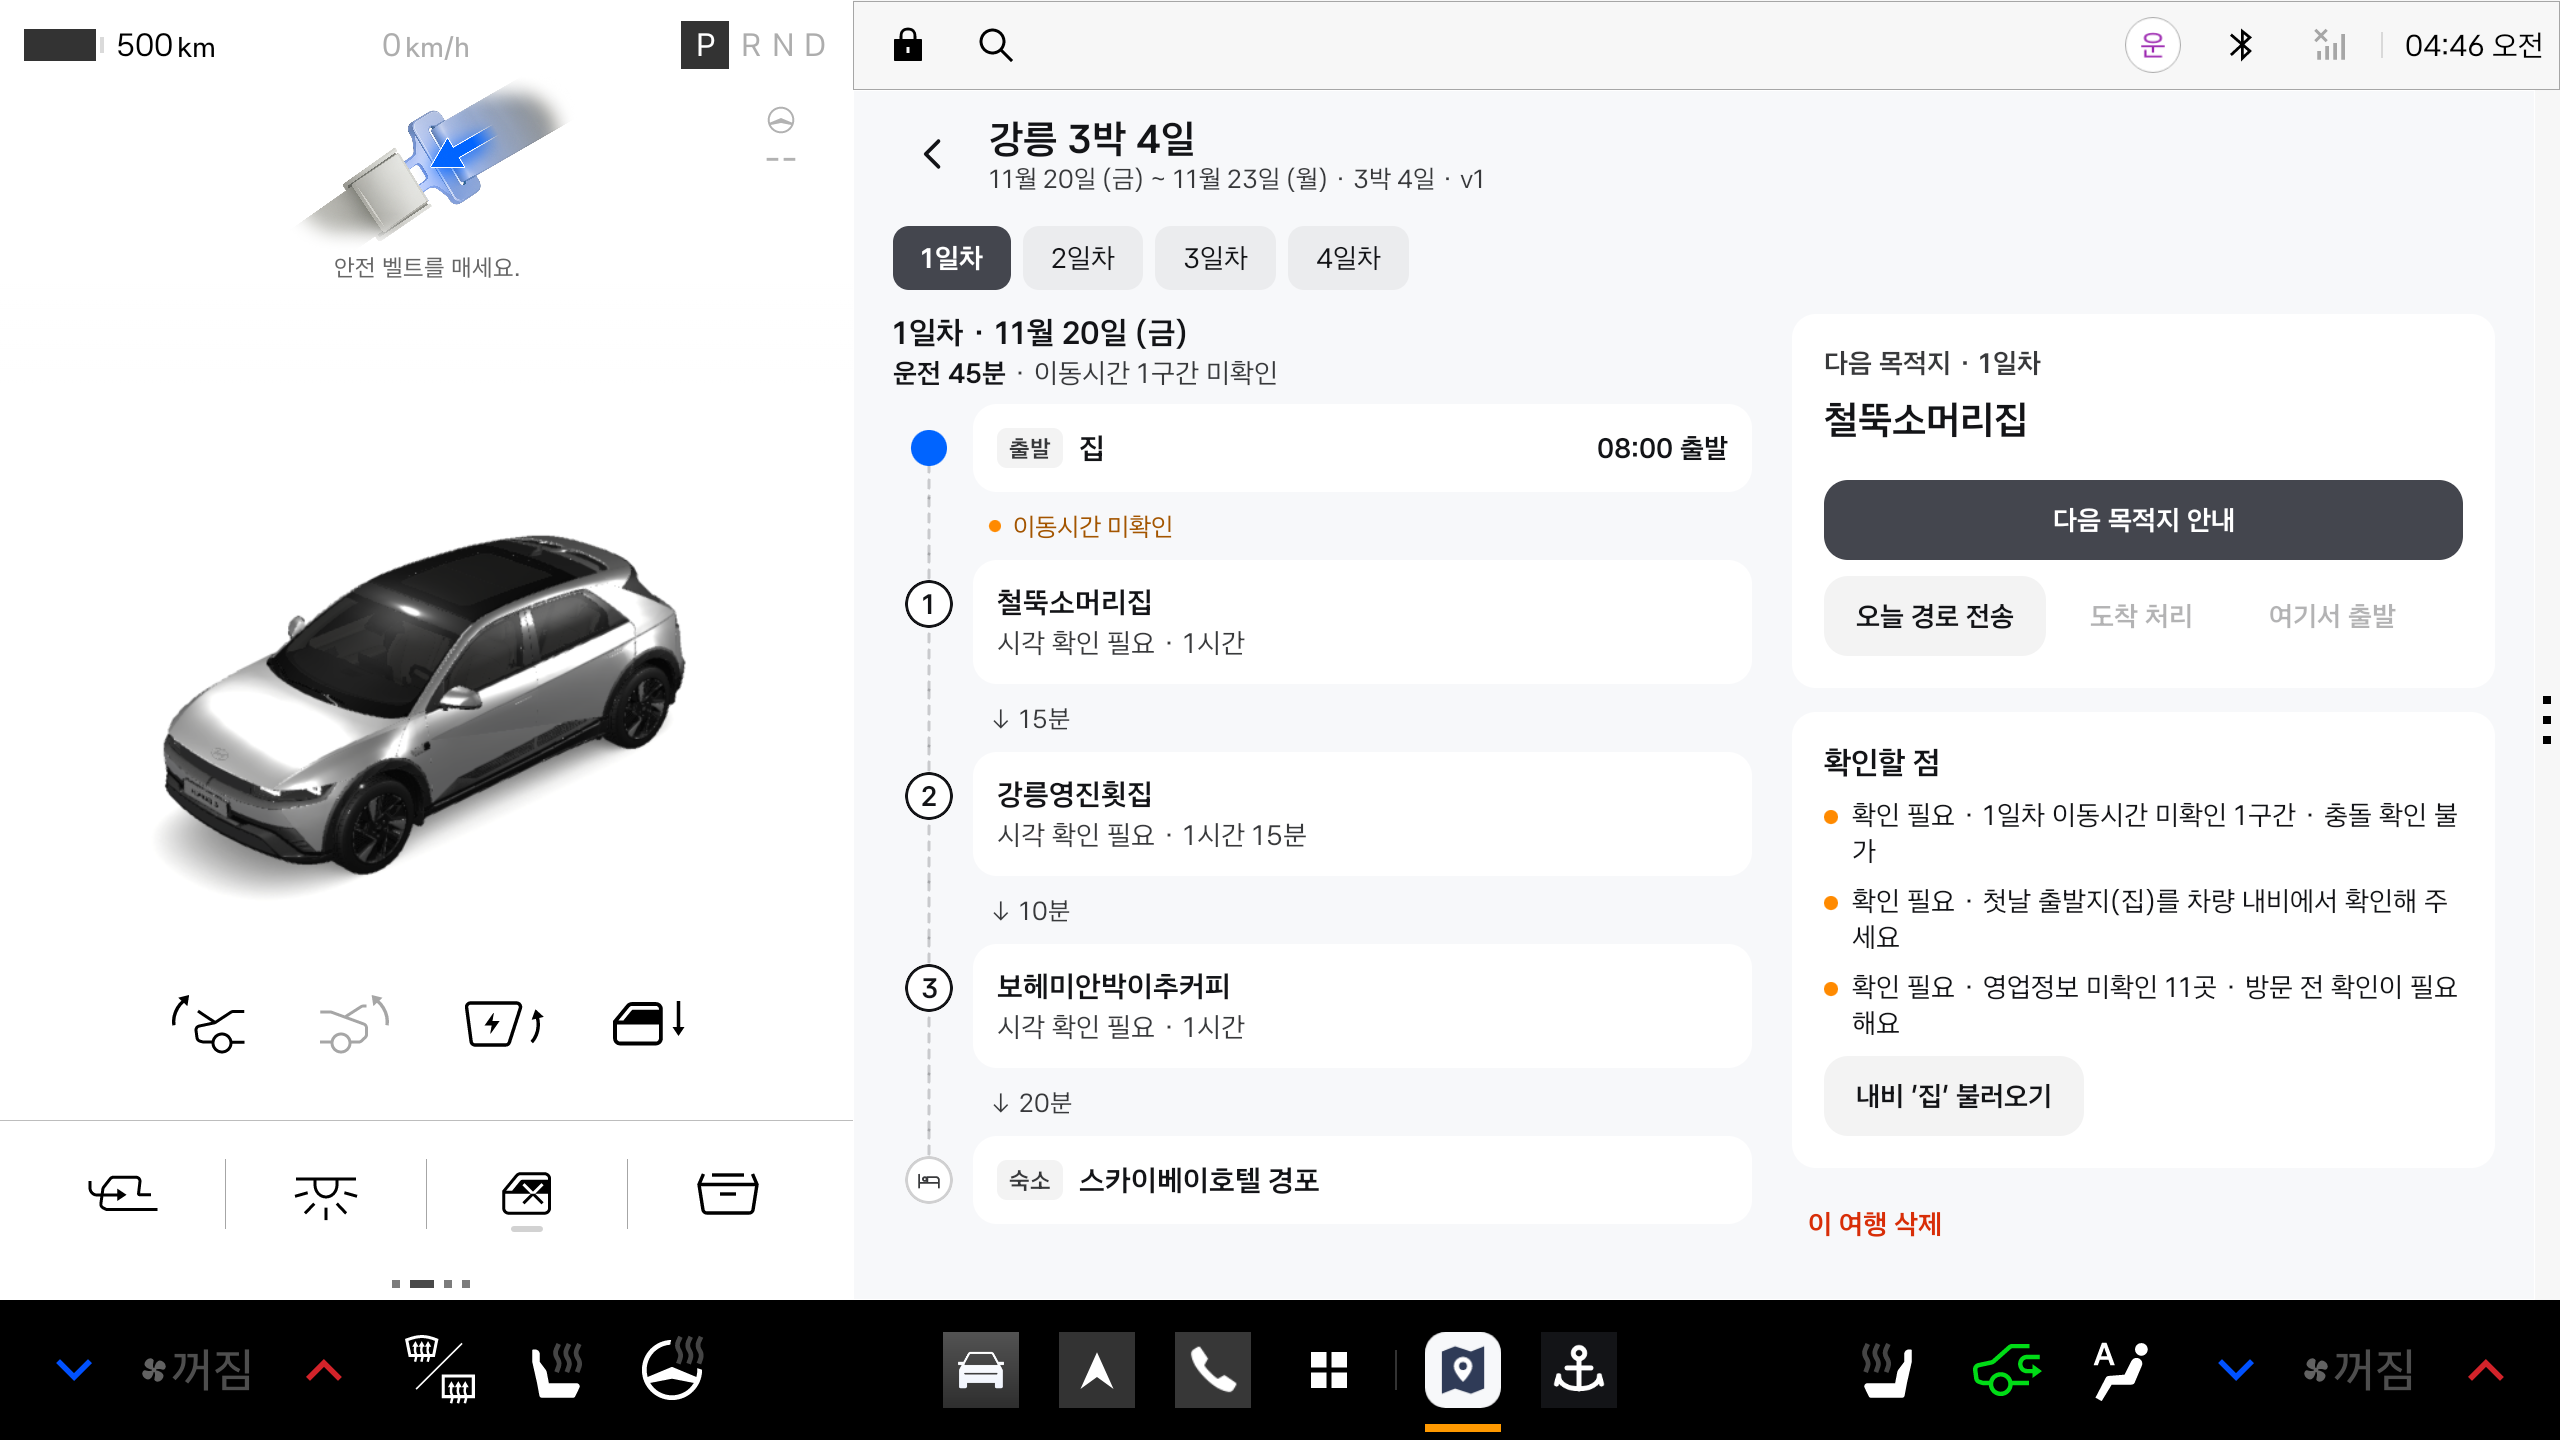 500 km
0 km/h
P R N D
안전 벨트를 매세요.
운
04:46 오전
강릉 3박 4일
11월 20일 (금) ~ 11월 23일 (월) · 3박 4일 · v1
1일차
2일차
3일차
4일차
1일차 · 11월 20일 (금)
운전 45분 · 이동시간 1구간 미확인
출발 집 08:00 출발
이동시간 미확인
1
철뚝소머리집
시각 확인 필요 · 1시간
↓ 15분
2
강릉영진횟집
시각 확인 필요 · 1시간 15분
↓ 10분
3
보헤미안박이추커피
시각 확인 필요 · 1시간
↓ 20분
숙소 스카이베이호텔 경포
다음 목적지 · 1일차
철뚝소머리집
다음 목적지 안내
오늘 경로 전송
도착 처리
여기서 출발
확인할 점
확인 필요 · 1일차 이동시간 미확인 1구간 · 충돌 확인 불
가
확인 필요 · 첫날 출발지(집)를 차량 내비에서 확인해 주
세요
확인 필요 · 영업정보 미확인 11곳 · 방문 전 확인이 필요
해요
내비 '집' 불러오기
이 여행 삭제
꺼짐
A
꺼짐